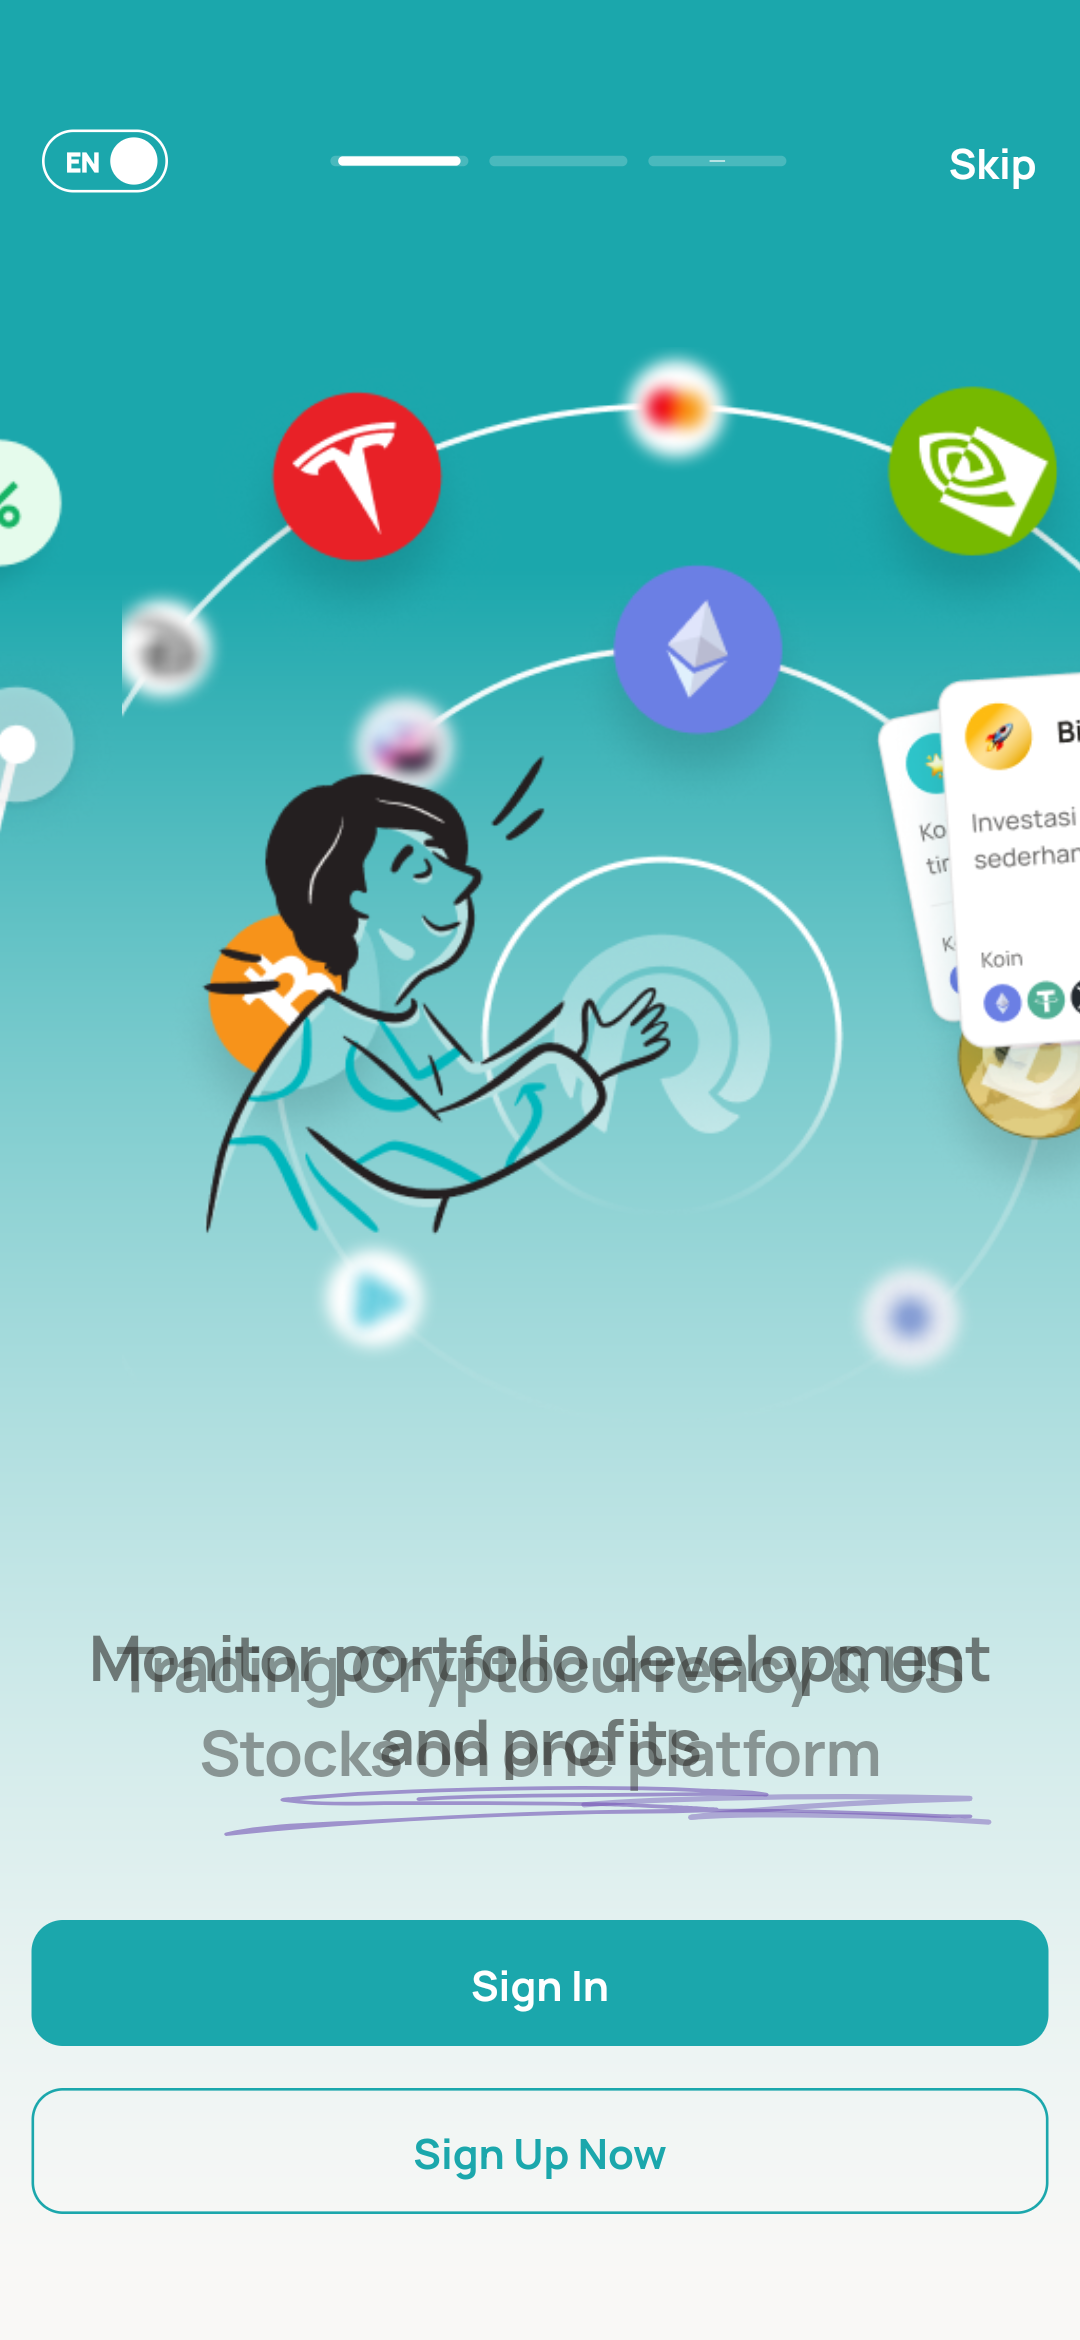 EN
Skip
%
Bi
Investasi
sederhan
Koin
Ko
tir
K
Monitor portfolio development
and profits
Trading Cryptocurrency & US
Stocks on one platform
Sign In
Sign Up Now